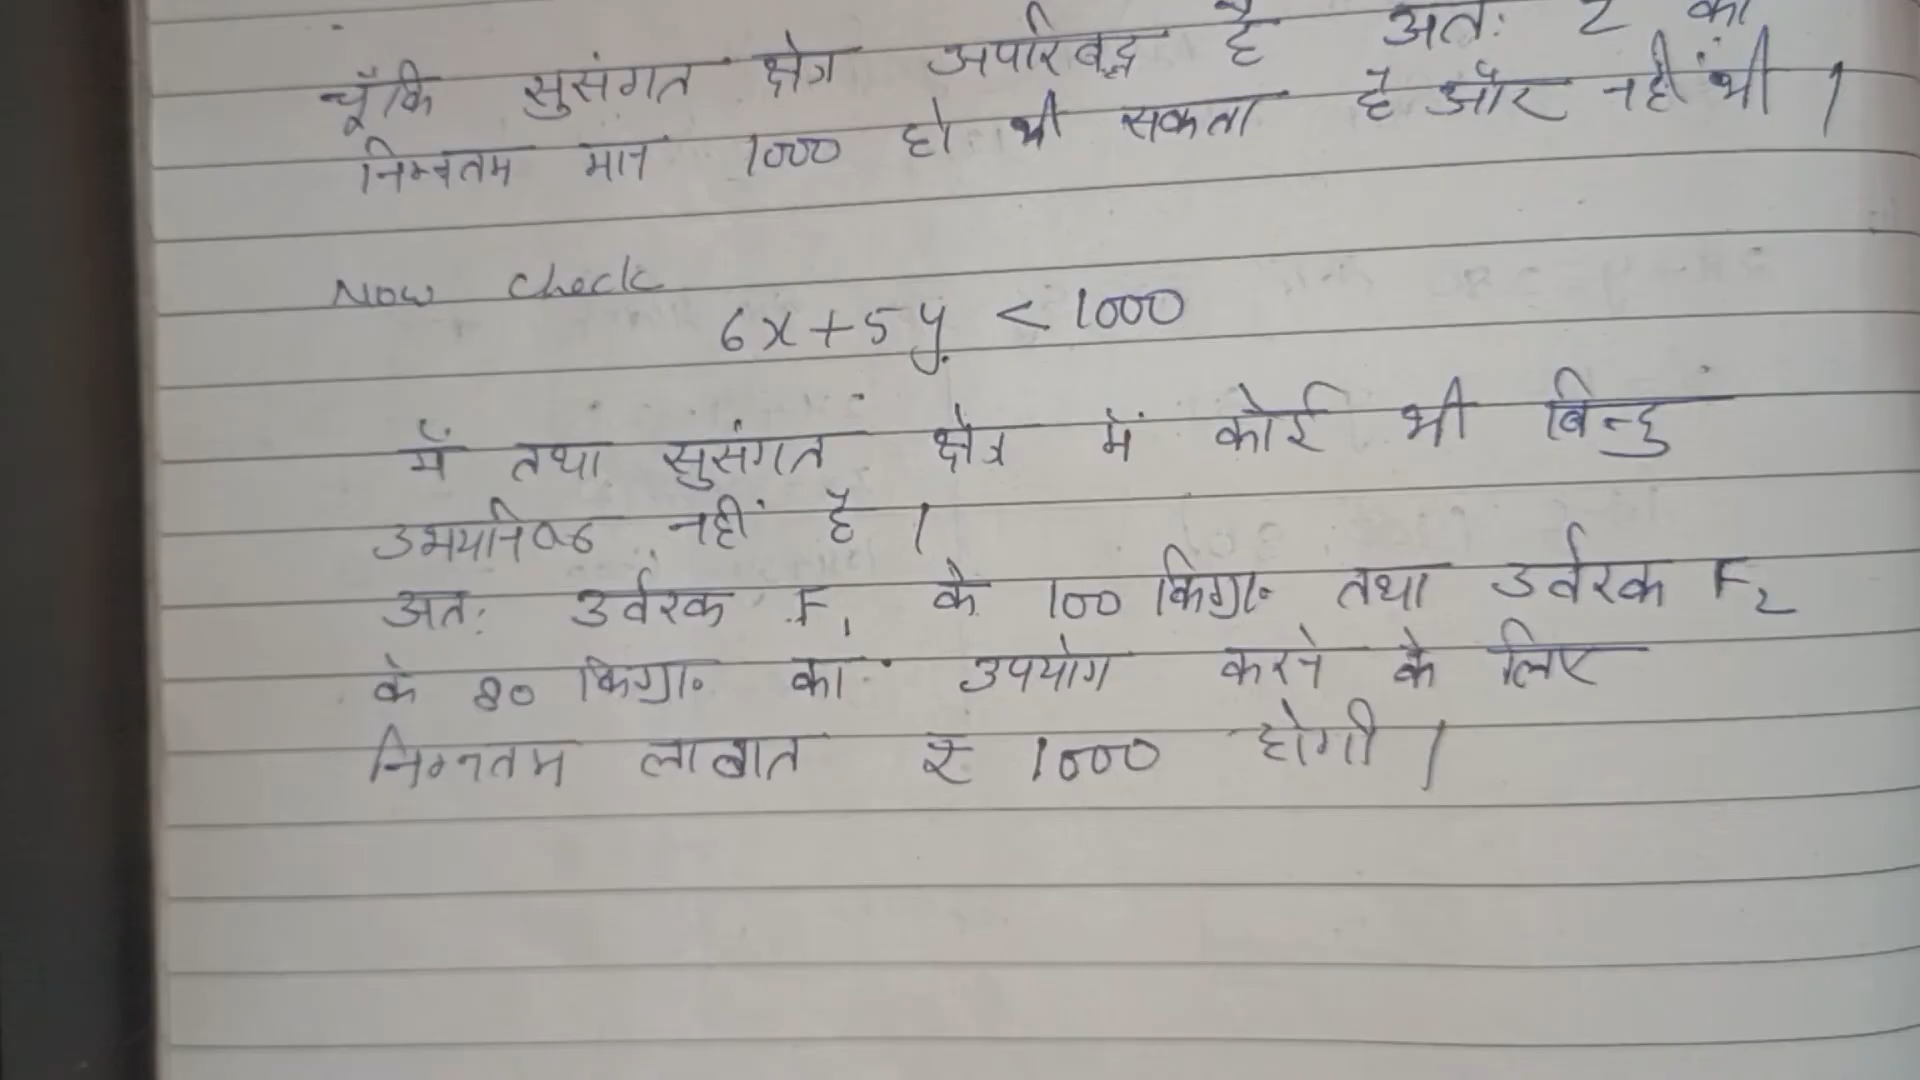 चूँकि सुसंगत क्षेत्र अपरिबद्ध है अतः Z का
निम्नतम मान 1000 हो भी सकता है और नहीं भी ।
Now check
6x+5y < 1000
में तथा सुसंगत क्षेत्र में कोई भी बिन्दु
उभयनिष्ठ नहीं है ।
अतः उर्वरक F₁ के 100 किग्रा॰ तथा उर्वरक F₂
के 80 किग्रा॰ का उपयोग करने के लिए
निम्नतम लागत ₹ 1000 होगी ।